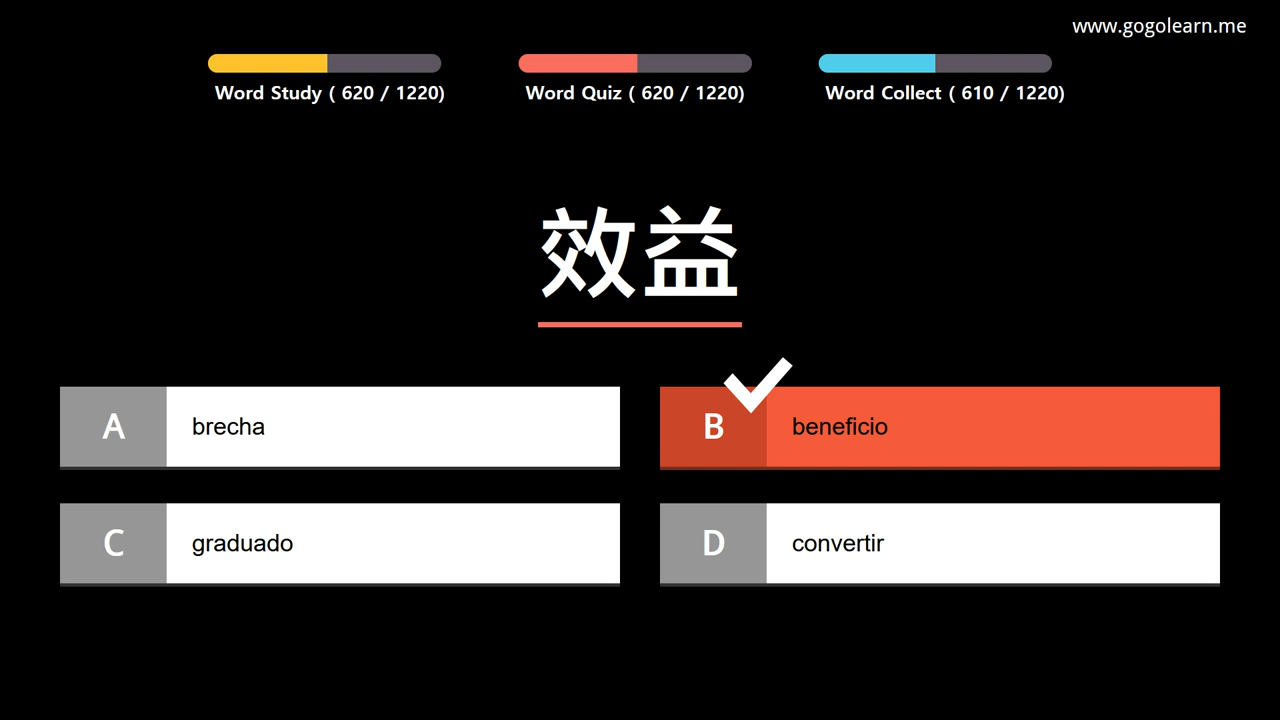 www.gogolearn.me
Word Study ( 620 / 1220)
Word Quiz ( 620 / 1220)
Word Collect ( 610 / 1220)
效益
A brecha
B beneficio
C graduado
D convertir